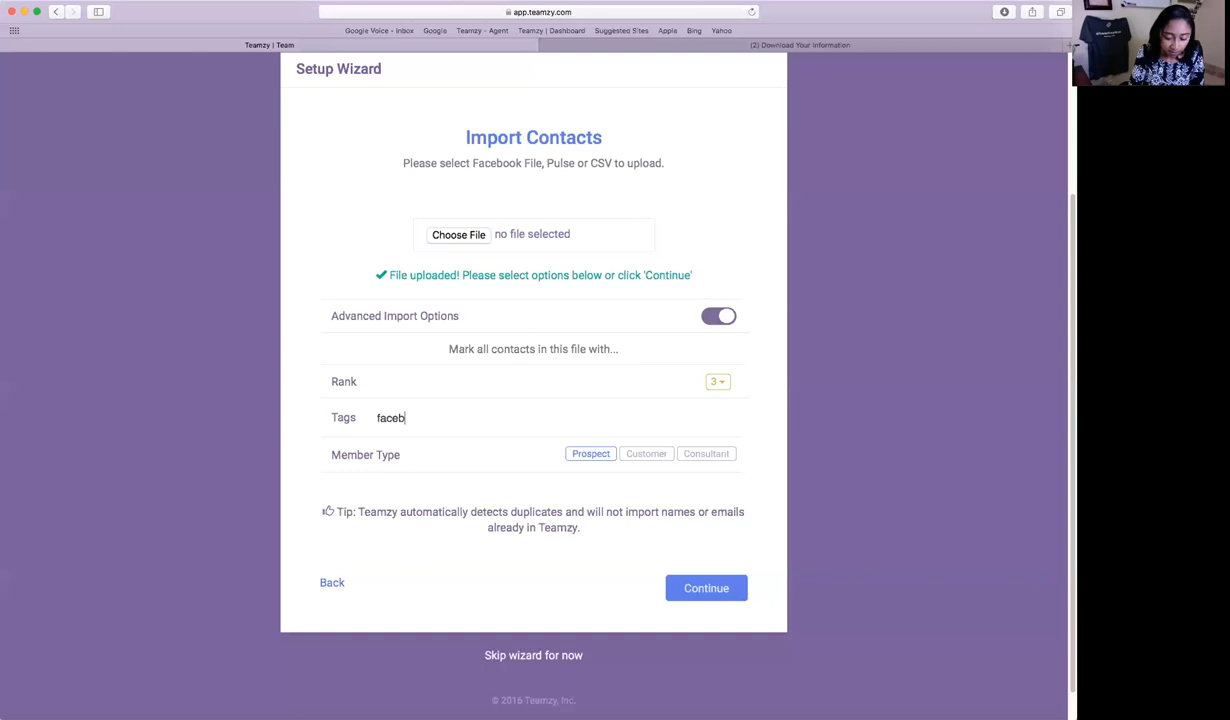 app.teamzy.com
Google Voice - Inbox Google Teamzy - Agent Teamzy | Dashboard Suggested Sites Apple Bing Yahoo
Teamzy | Team (2) Download Your Information
Setup Wizard
Import Contacts
Please select Facebook File, Pulse or CSV to upload.
Choose File no file selected
File uploaded! Please select options below or click 'Continue'
Advanced Import Options
Mark all contacts in this file with...
Rank 3
Tags faceb
Member Type Prospect Customer Consultant
Tip: Teamzy automatically detects duplicates and will not import names or emails
already in Teamzy.
Back Continue
Skip wizard for now
© 2016 Teamzy, Inc.